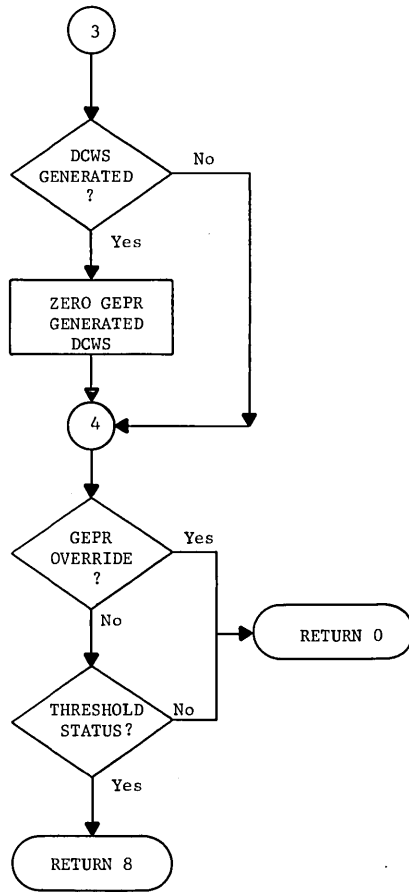 3
DCWS
GENERATED
?
No
Yes
ZERO GEPR
GENERATED
DCWS
4
GEPR
OVERRIDE
?
Yes
No
RETURN 0
THRESHOLD
STATUS?
No
Yes
RETURN 8